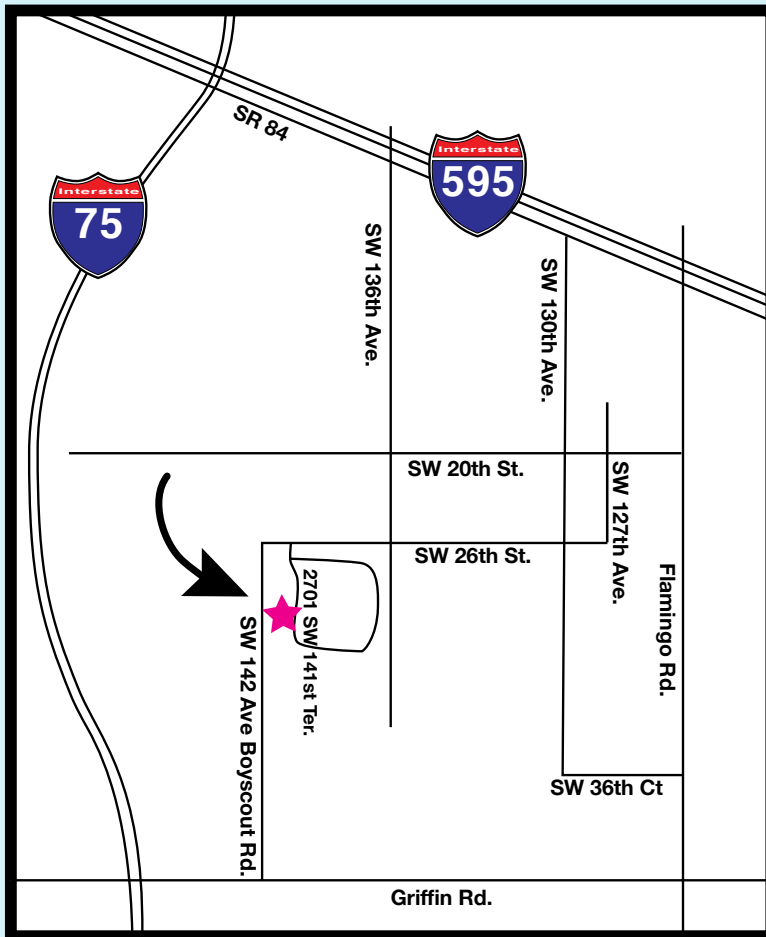 SR 84
Interstate
595
Interstate
75
SW 136th Ave.
SW 130th Ave.
SW 20th St.
SW 127th Ave.
SW 26th St.
Flamingo Rd.
2701 SW 141st Ter.
SW 142 Ave Boyscout Rd.
SW 36th Ct
Griffin Rd.